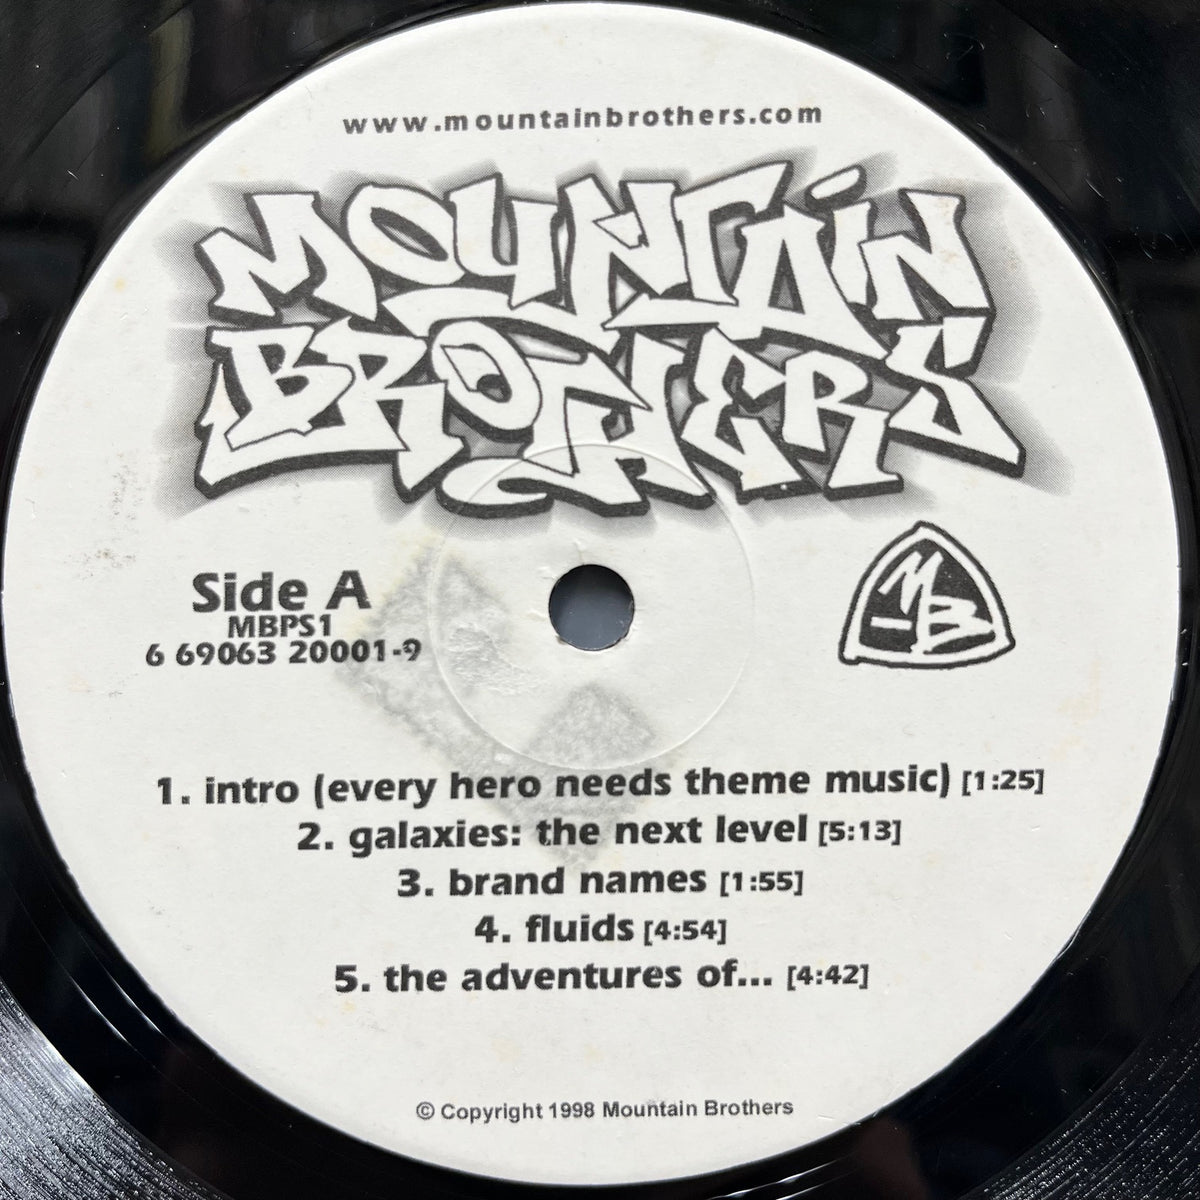 www.mountainbrothers.com
MOUNTAIN
BROTHERS
MB
Side A
MBPS1
6 69063 20001-9
1. intro (every hero needs theme music) [1:25]
2. galaxies: the next level [5:13]
3. brand names [1:55]
4. fluids [4:54]
5. the adventures of... [4:42]
© Copyright 1998 Mountain Brothers